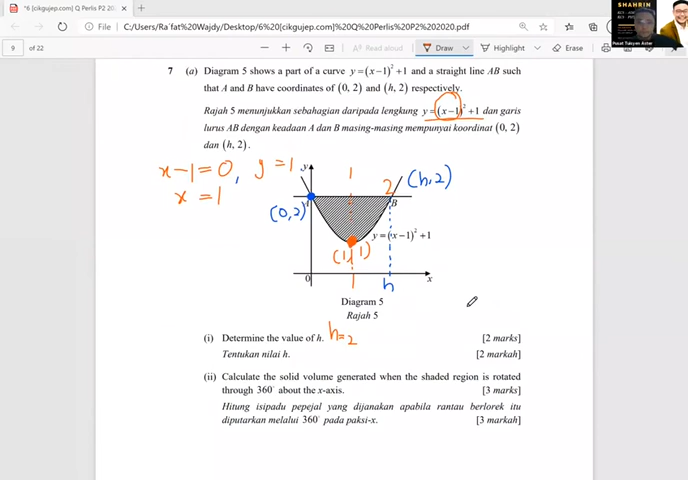 *6 [cikgujep.com] Q Perlis P2 202
File
C:/Users/Ra'fat Wajdy/Desktop/6%20[cikgujep.com]%20Q%20Perlis%20P2%202020.pdf
SHAHRIN
9 of 22
Read aloud
Draw
Highlight
Erase
Pusat Tuisyen Aster
7 (a) Diagram 5 shows a part of a curve y=(x−1)²+1 and a straight line AB such
that A and B have coordinates of (0, 2) and (h, 2) respectively.
Rajah 5 menunjukkan sebahagian daripada lengkung y=(x−1)²+1 dan garis
lurus AB dengan keadaan A dan B masing-masing mempunyai koordinat (0, 2)
dan (h, 2).
x−1=0, y=1
x=1
y
1
2
(h,2)
(0,2)
A
B
y=(x−1)²+1
(1,1)
0
1
h
x
Diagram 5
Rajah 5
(i) Determine the value of h. h=2 [2 marks]
Tentukan nilai h. [2 markah]
(ii) Calculate the solid volume generated when the shaded region is rotated
through 360° about the x-axis. [3 marks]
Hitung isipadu pepejal yang dijanakan apabila rantau berlorek itu
diputarkan melalui 360° pada paksi-x. [3 markah]